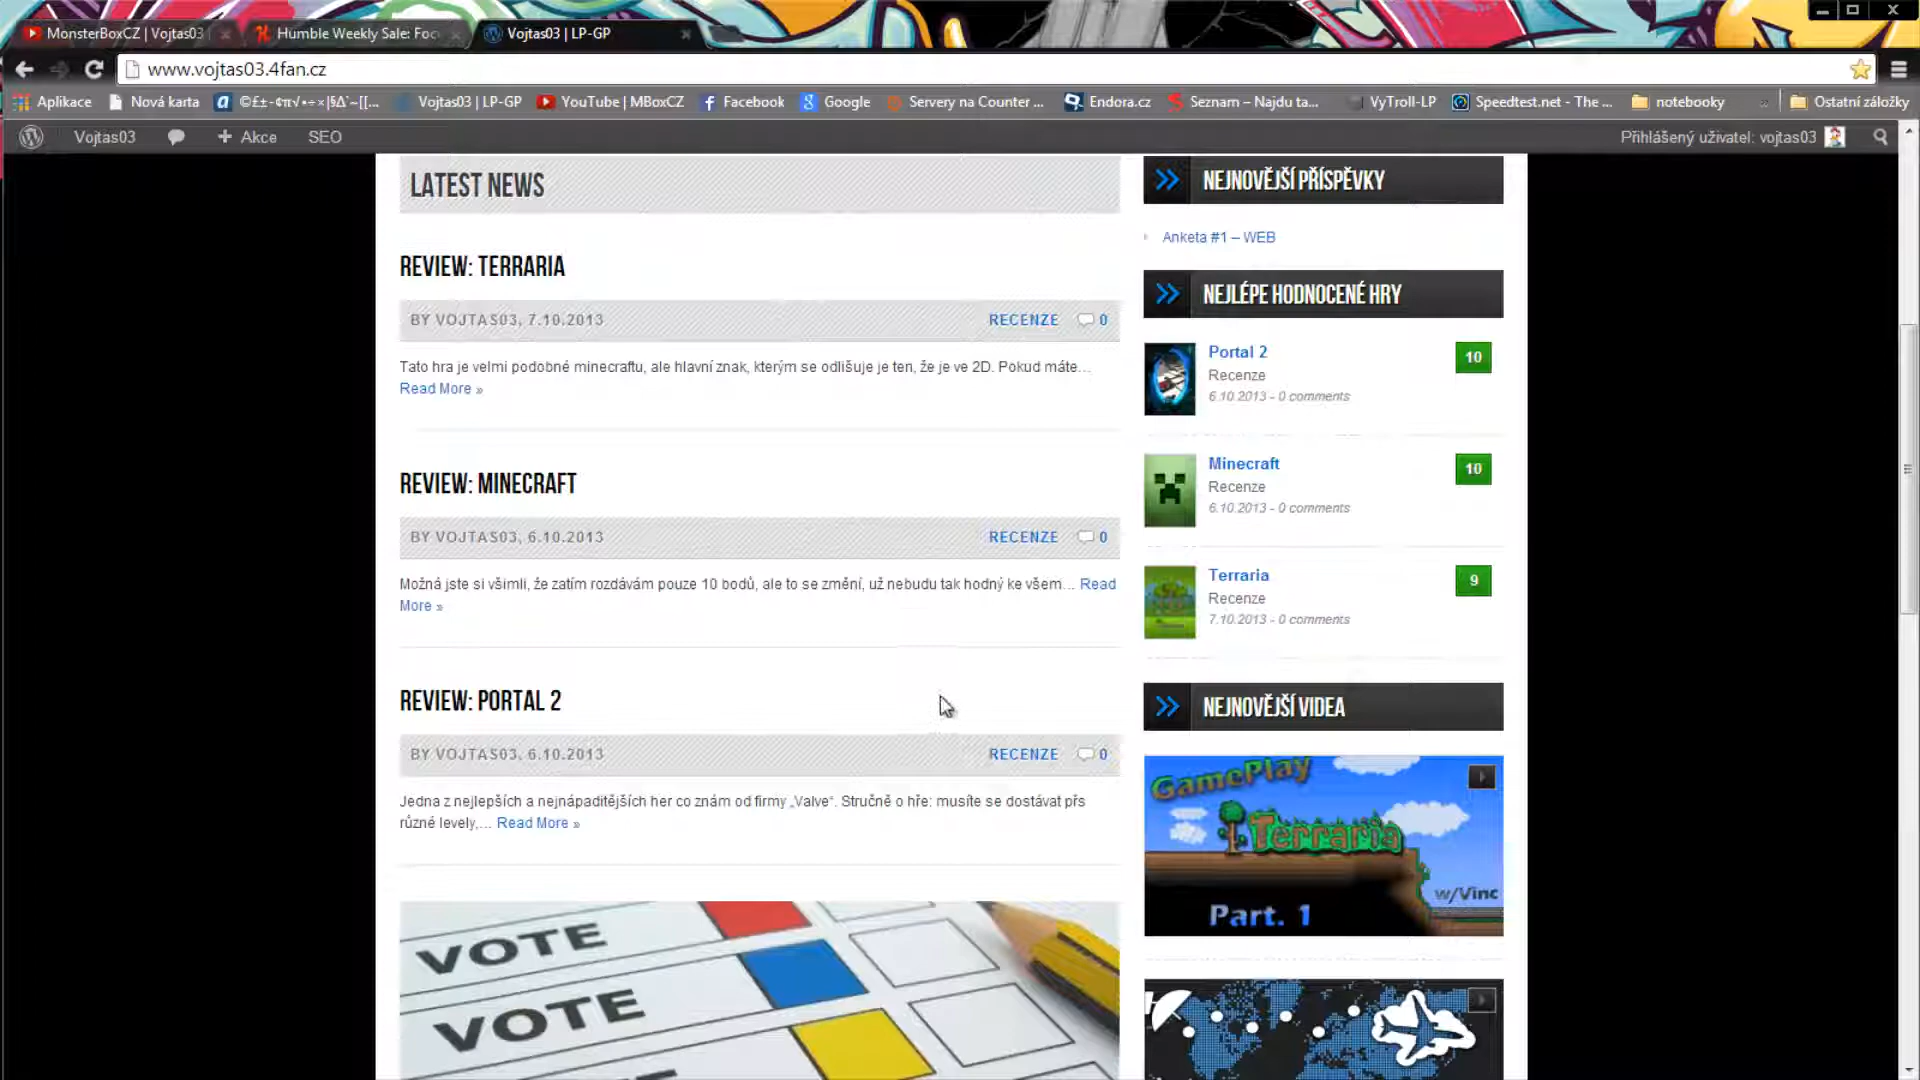 MonsterBoxCZ | Vojtas03
Humble Weekly Sale: Foc
Vojtas03 | LP-GP
www.vojtas03.4fan.cz
Aplikace
Nová karta
Vojtas03 | LP-GP
YouTube | MBoxCZ
Facebook
Google
Servery na Counter ...
Endora.cz
Seznam – Najdu ta...
VyTroll-LP
Speedtest.net - The ...
notebooky
»
Ostatní záložky
Vojtas03
+ Akce
SEO
Přihlášený uživatel: vojtas03
LATEST NEWS
REVIEW: TERRARIA
BY VOJTAS03, 7.10.2013
RECENZE
0
Tato hra je velmi podobné minecraftu, ale hlavní znak, kterým se odlišuje je ten, že je ve 2D. Pokud máte...
Read More »
REVIEW: MINECRAFT
BY VOJTAS03, 6.10.2013
RECENZE
0
Možná jste si všimli, že zatím rozdávám pouze 10 bodů, ale to se změní, už nebudu tak hodný ke všem... Read
More »
REVIEW: PORTAL 2
BY VOJTAS03, 6.10.2013
RECENZE
0
Jedna z nejlepších a nejnápaditějších her co znám od firmy „Valve“. Stručně o hře: musíte se dostávat přs
různé levely,... Read More »
VOTE
VOTE
NEJNOVĚJŠÍ PŘÍSPĚVKY
Anketa #1 – WEB
NEJLÉPE HODNOCENÉ HRY
Portal 2
10
Recenze
6.10.2013 - 0 comments
Minecraft
10
Recenze
6.10.2013 - 0 comments
Terraria
9
Recenze
7.10.2013 - 0 comments
NEJNOVĚJŠÍ VIDEA
GamePlay
Terraria
w/Vinc
Part. 1